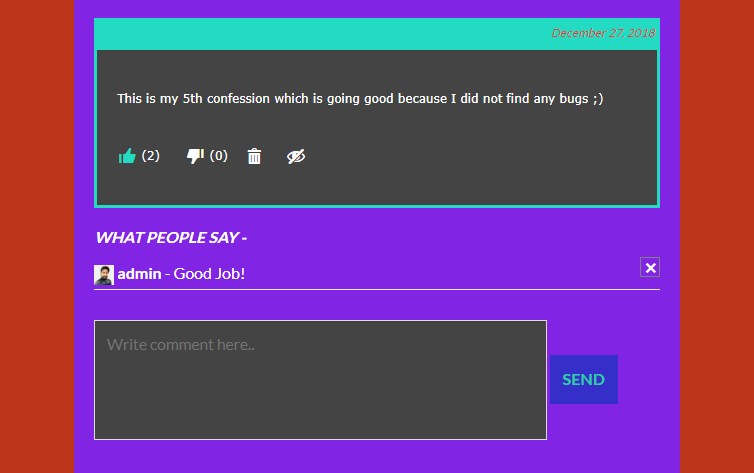 December 27, 2018
This is my 5th confession which is going good because I did not find any bugs ;)
(2) (0)
WHAT PEOPLE SAY -
admin - Good Job!
Write comment here..
SEND